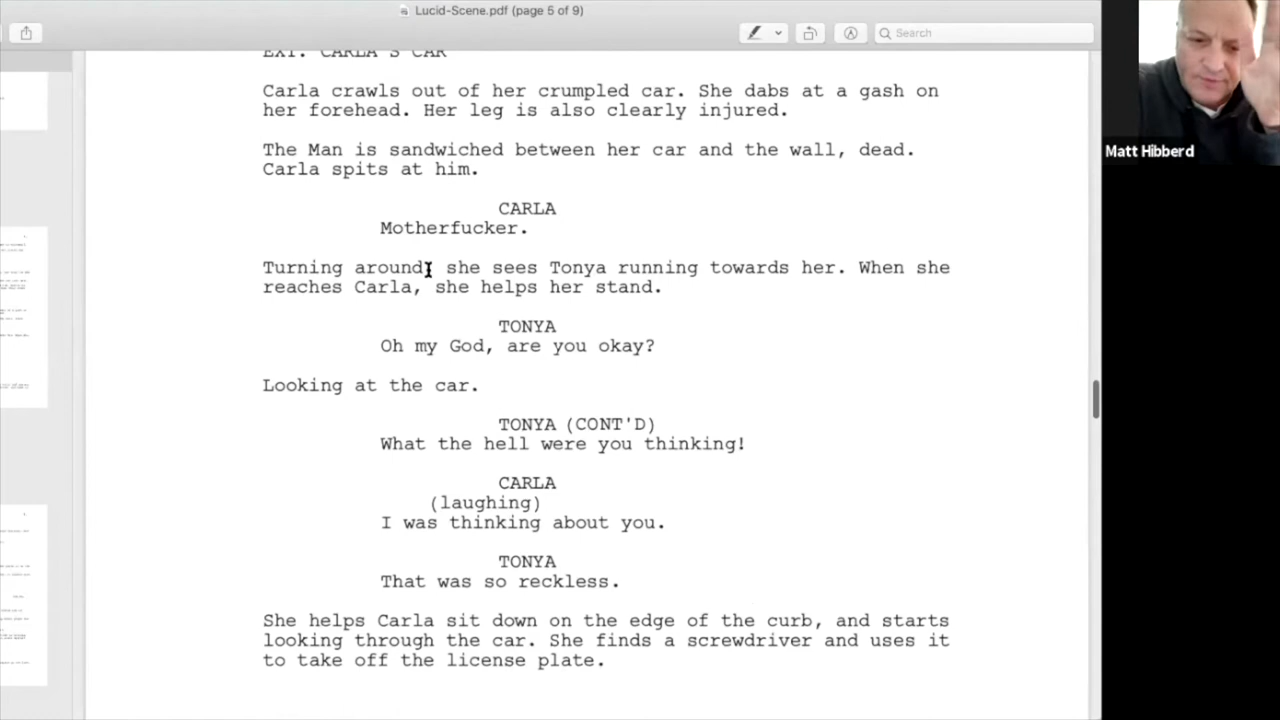 Lucid-Scene.pdf (page 5 of 9)
Search
EXT. CARLA'S CAR
Carla crawls out of her crumpled car. She dabs at a gash on
her forehead. Her leg is also clearly injured.
The Man is sandwiched between her car and the wall, dead.
Carla spits at him.
CARLA
Motherfucker.
Turning around, she sees Tonya running towards her. When she
reaches Carla, she helps her stand.
TONYA
Oh my God, are you okay?
Looking at the car.
TONYA (CONT'D)
What the hell were you thinking!
CARLA
(laughing)
I was thinking about you.
TONYA
That was so reckless.
She helps Carla sit down on the edge of the curb, and starts
looking through the car. She finds a screwdriver and uses it
to take off the license plate.
Matt Hibberd